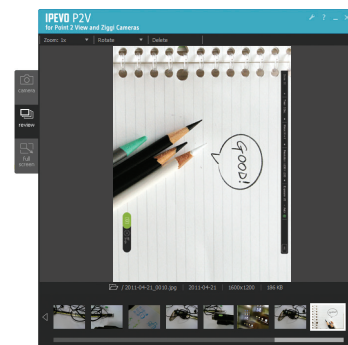 IPEVO P2V
for Point 2 View and Ziggi Cameras
Zoom: 1x Rotate Delete
camera
review
full
screen
GOOD!
/ 2011-04-21_0010.jpg 2011-04-21 1600x1200 186 KB